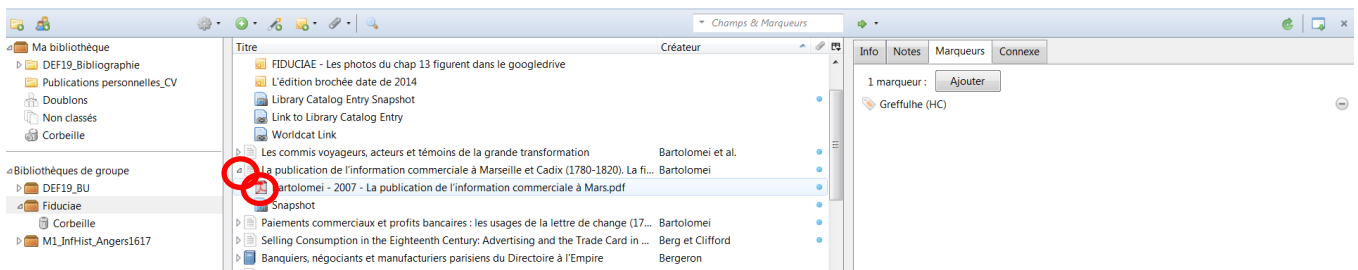 Champs & Marqueurs
Ma bibliothèque
DEF19_Bibliographie
Publications personnelles_CV
Doublons
Non classés
Corbeille
Bibliothèques de groupe
DEF19_BU
Fiduciae
Corbeille
M1_InfHist_Angers1617
Titre Créateur
FIDUCIAE - Les photos du chap 13 figurent dans le googledrive
L'édition brochée date de 2014
Library Catalog Entry Snapshot
Link to Library Catalog Entry
Worldcat Link
Les commis voyageurs, acteurs et témoins de la grande transformation Bartolomei et al.
La publication de l'information commerciale à Marseille et Cadix (1780-1820). La fi... Bartolomei
Bartolomei - 2007 - La publication de l'information commerciale à Mars.pdf
Snapshot
Paiements commerciaux et profits bancaires : les usages de la lettre de change (17... Bartolomei
Selling Consumption in the Eighteenth Century: Advertising and the Trade Card in ... Berg et Clifford
Banquiers, négociants et manufacturiers parisiens du Directoire à l'Empire Bergeron
Info Notes Marqueurs Connexe
1 marqueur : Ajouter
Greffulhe (HC)